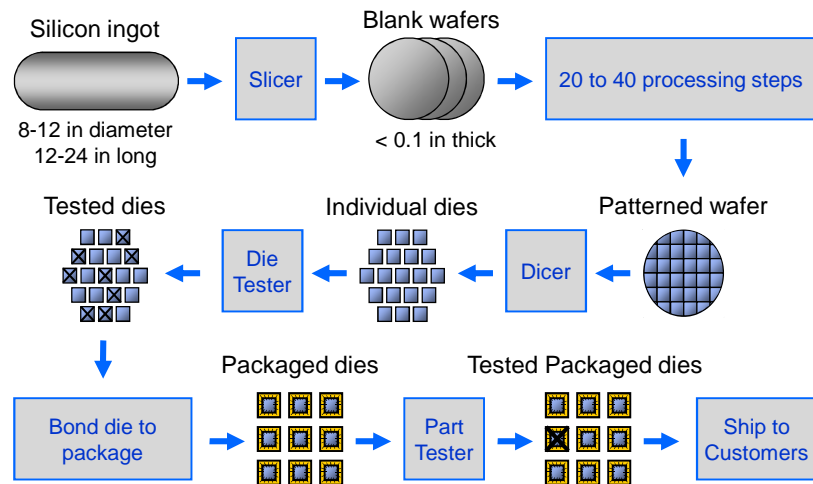 Silicon ingot
Blank wafers
Slicer
20 to 40 processing steps
8-12 in diameter
12-24 in long
< 0.1 in thick
Tested dies
Individual dies
Patterned wafer
Die
Tester
Dicer
Packaged dies
Tested Packaged dies
Bond die to
package
Part
Tester
Ship to
Customers